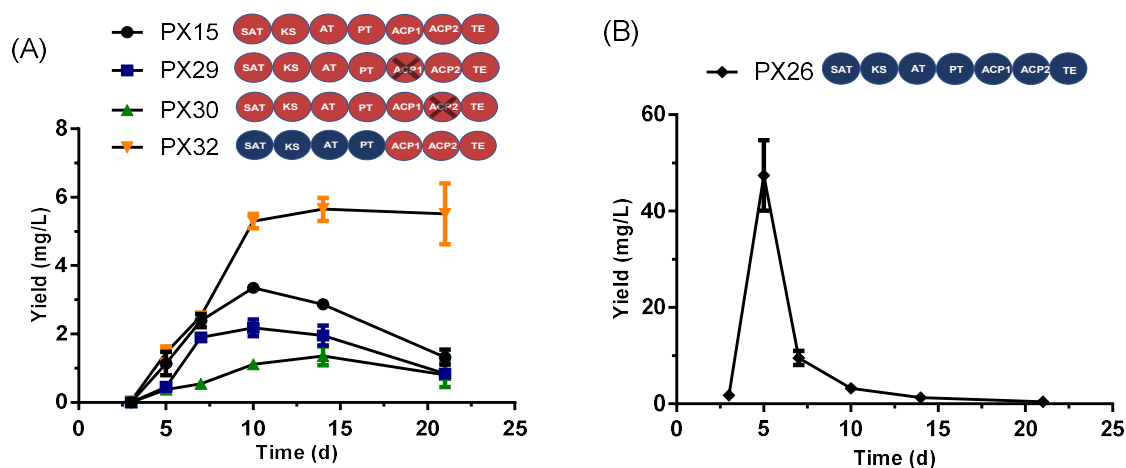 (A)
PX15 SAT KS AT PT ACP1 ACP2 TE
PX29 SAT KS AT PT ACP1 ACP2 TE
PX30 SAT KS AT PT ACP1 ACP2 TE
PX32 SAT KS AT PT ACP1 ACP2 TE
Yield (mg/L)
8
6
4
2
0
0 5 10 15 20 25
Time (d)
(B)
PX26 SAT KS AT PT ACP1 ACP2 TE
Yield (mg/L)
60
40
20
0
0 5 10 15 20 25
Time (d)